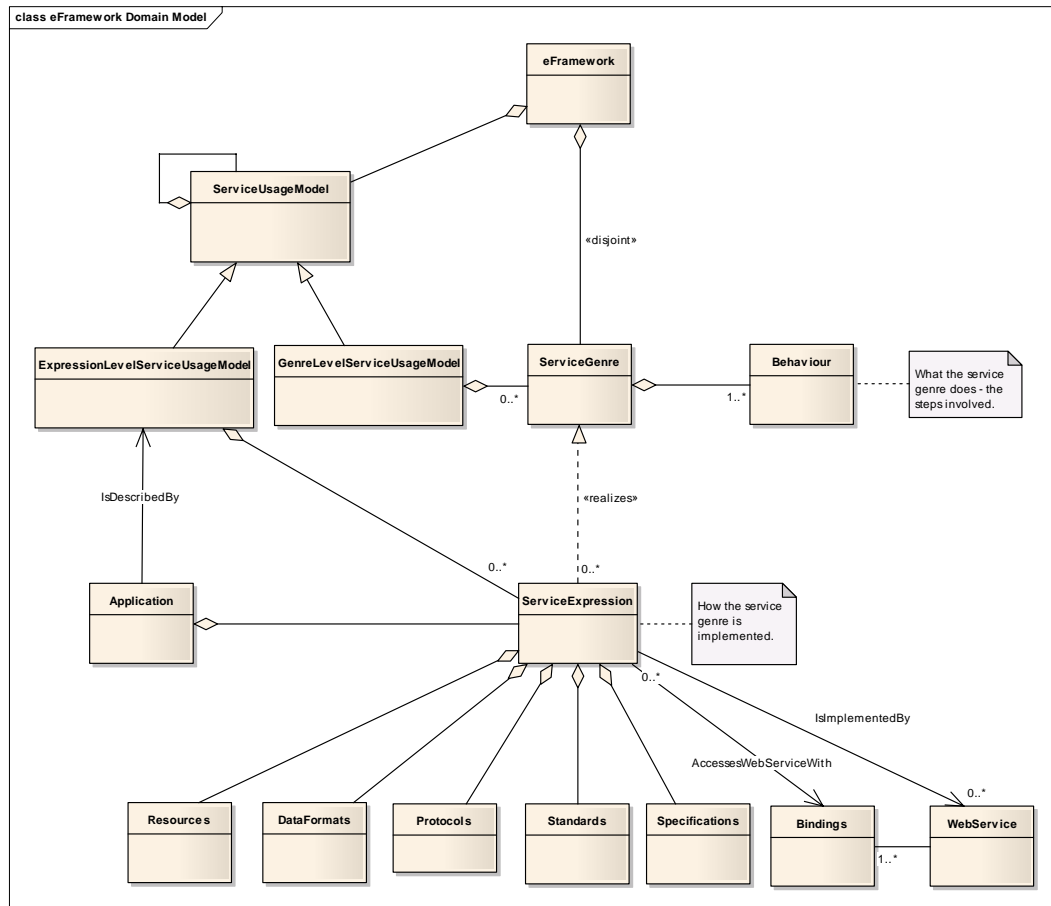 class eFramework Domain Model
eFramework
ServiceUsageModel
«disjoint»
ExpressionLevelServiceUsageModel
GenreLevelServiceUsageModel
ServiceGenre
Behaviour
0..*
1..*
What the service
genre does - the
steps involved.
IsDescribedBy
«realizes»
0..*
0..*
Application
ServiceExpression
How the service
genre is
implemented.
0..*
IsImplementedBy
AccessesWebServiceWith
0..*
Resources
DataFormats
Protocols
Standards
Specifications
Bindings
WebService
1..*